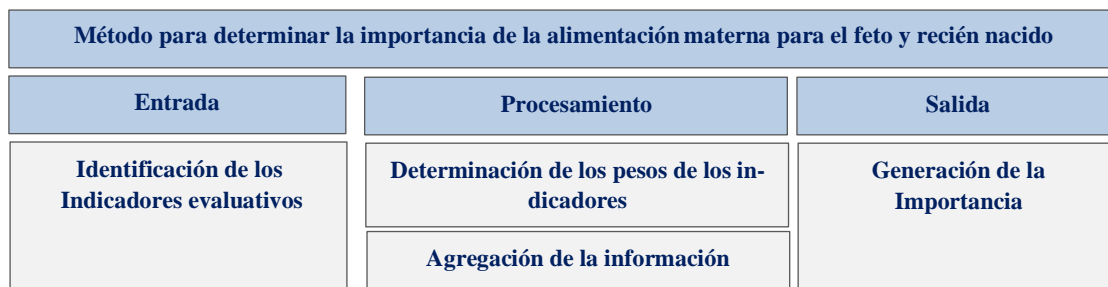 Método para determinar la importancia de la alimentación materna para el feto y recién nacido
Entrada
Procesamiento
Salida
Identificación de los
Indicadores evaluativos
Determinación de los pesos de los in-
dicadores
Agregación de la información
Generación de la
Importancia